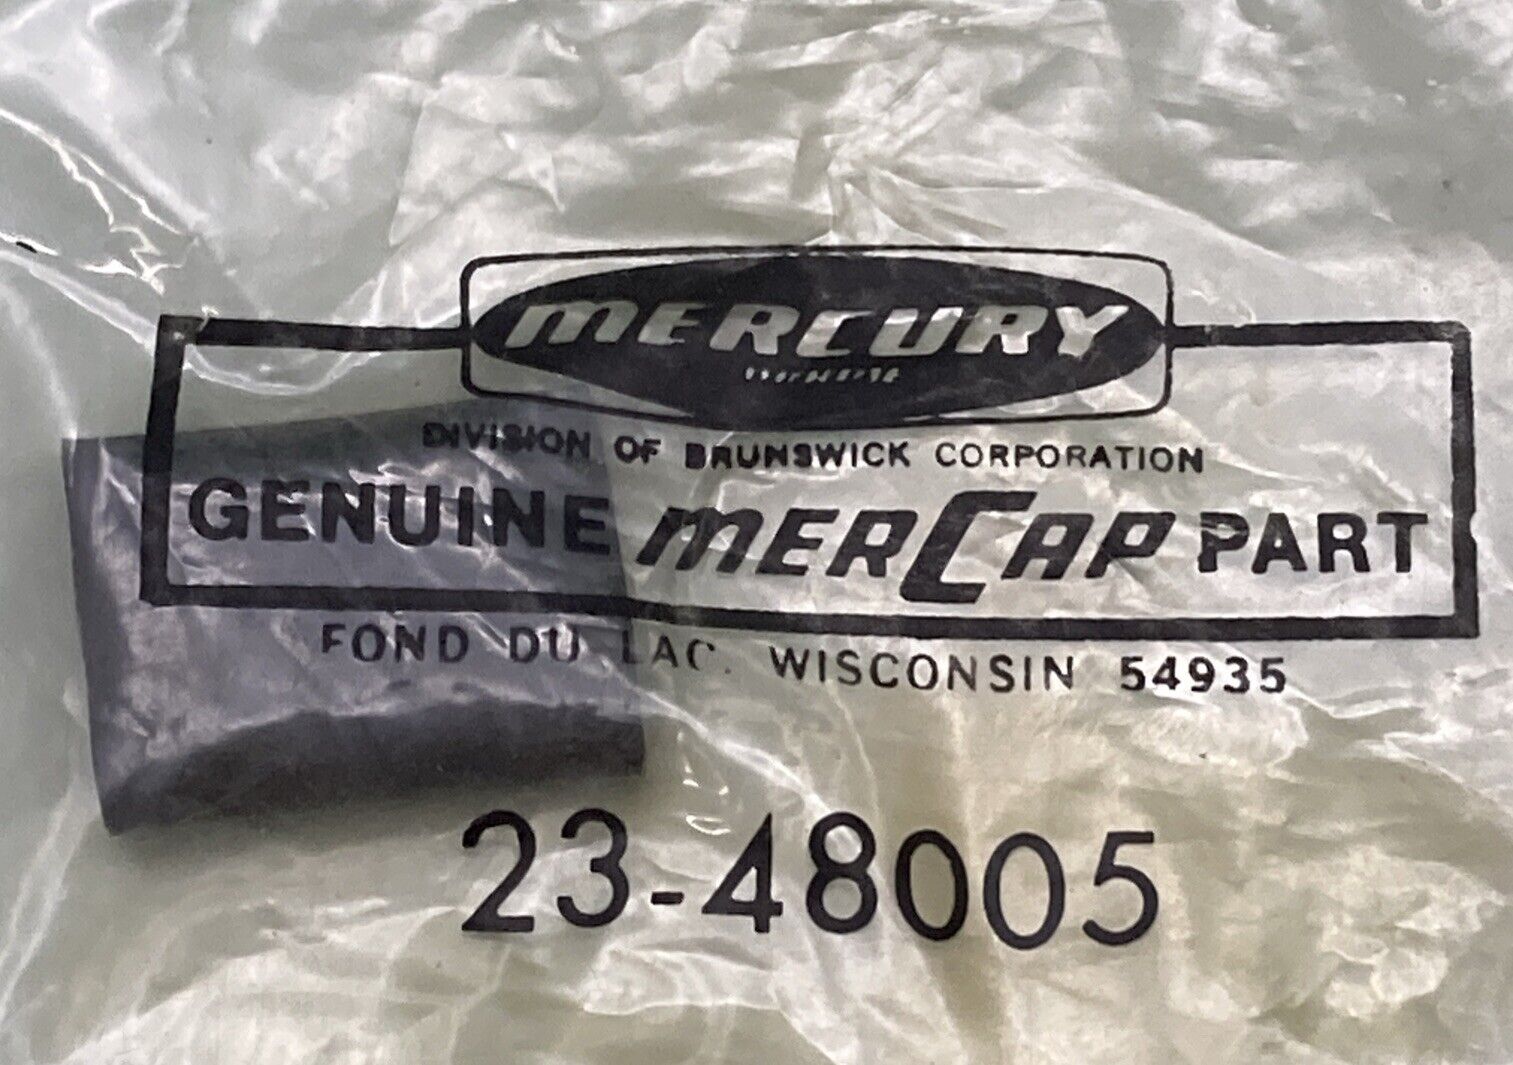 MERCURY
DIVISION OF BRUNSWICK CORPORATION
GENUINE MERCAP PART
FOND DU LAC. WISCONSIN 54935
23-48005